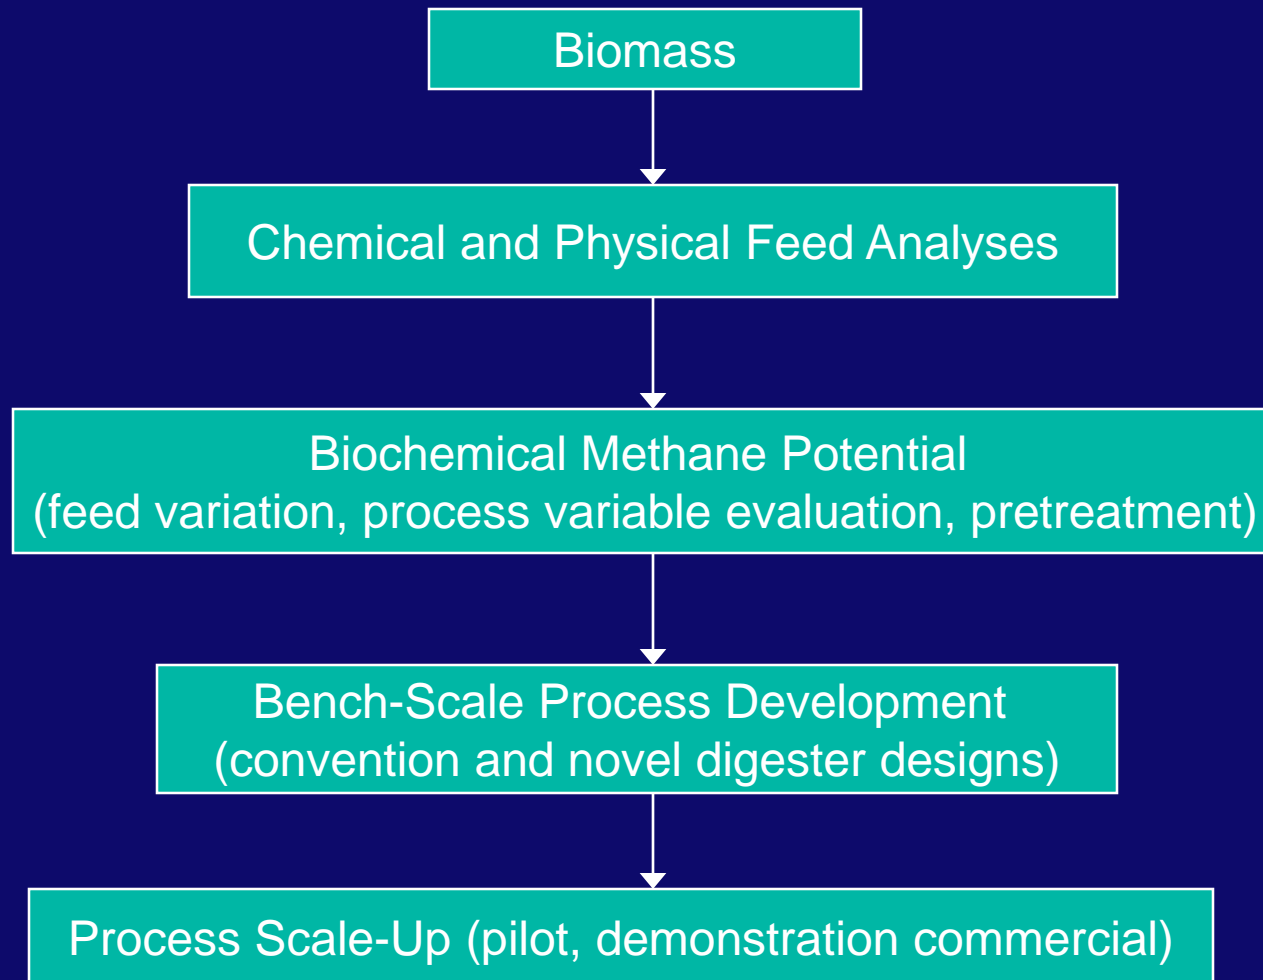 Biomass
Chemical and Physical Feed Analyses
Biochemical Methane Potential
(feed variation, process variable evaluation, pretreatment)
Bench-Scale Process Development
(convention and novel digester designs)
Process Scale-Up (pilot, demonstration commercial)